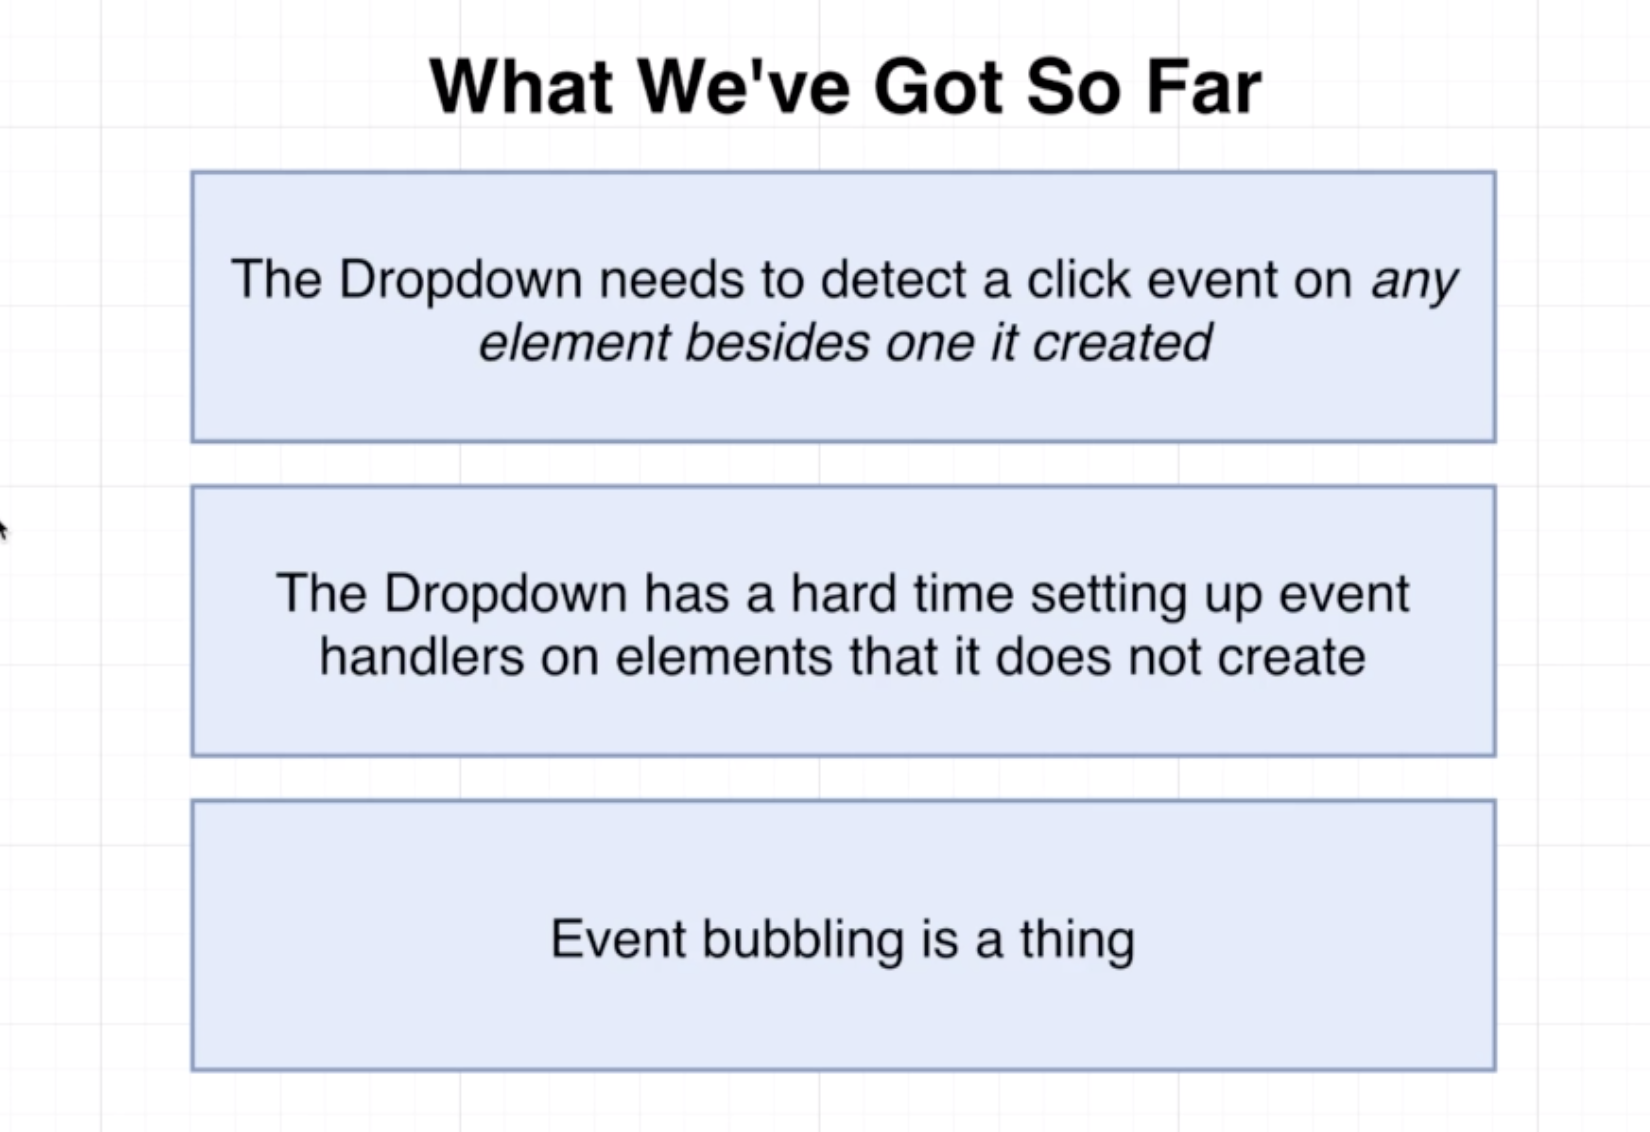 What We've Got So Far
The Dropdown needs to detect a click event on any
element besides one it created
The Dropdown has a hard time setting up event
handlers on elements that it does not create
Event bubbling is a thing